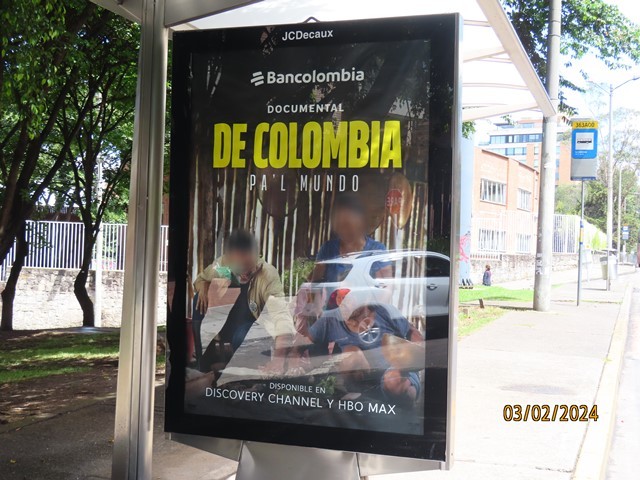 JCDecaux
Bancolombia
DOCUMENTAL
DE COLOMBIA
PA'L MUNDO
DISPONIBLE EN
DISCOVERY CHANNEL Y HBO MAX
03/02/2024